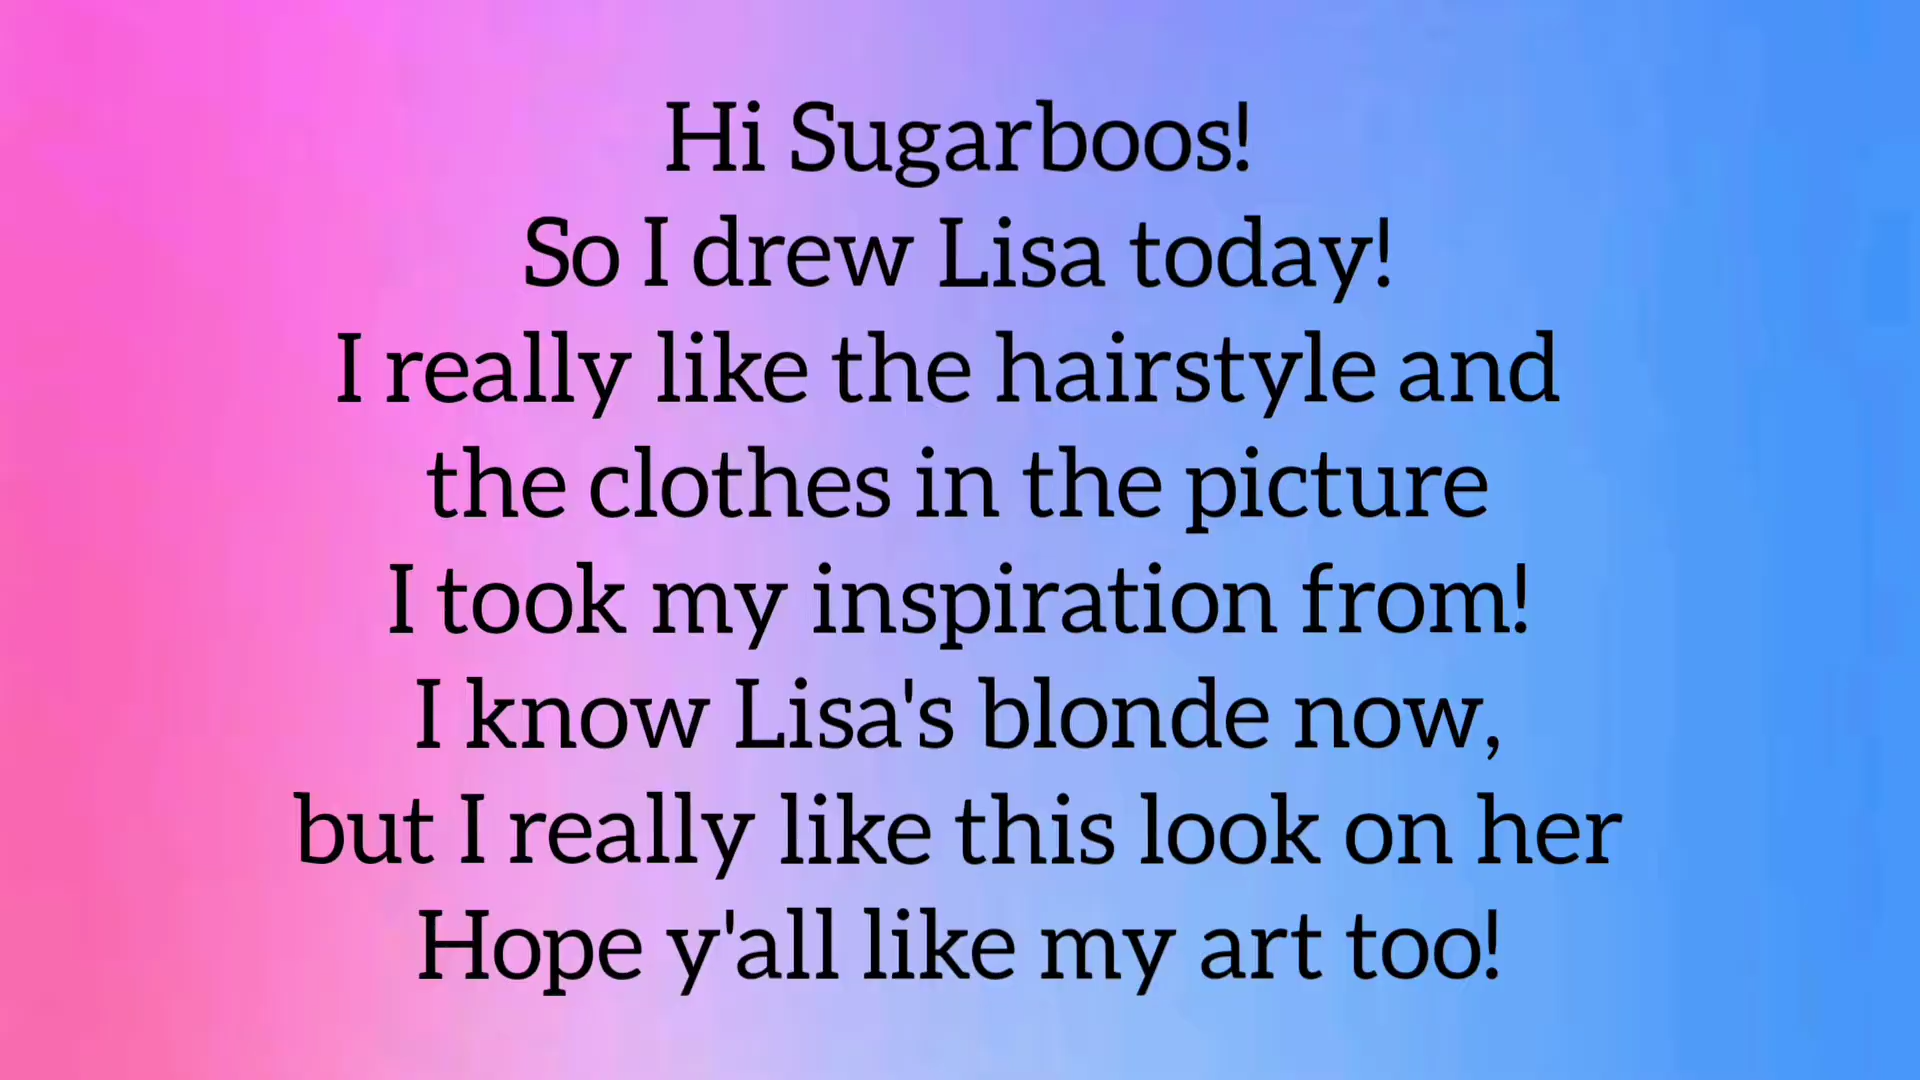 Hi Sugarboos!
So I drew Lisa today!
I really like the hairstyle and
the clothes in the picture
I took my inspiration from!
I know Lisa's blonde now,
but I really like this look on her
Hope y'all like my art too!